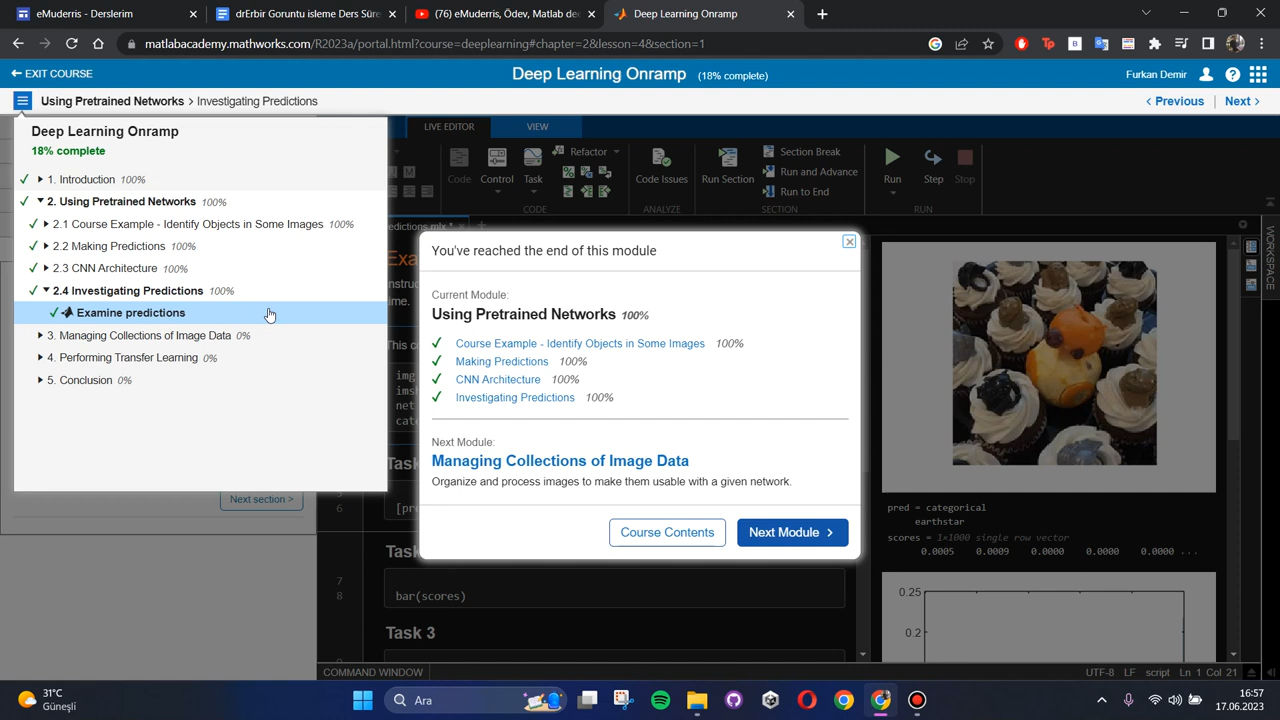 eMuderris - Derslerim
drErbir Goruntu isleme Ders Süre
(76) eMuderris, Ödev, Matlab de
Deep Learning Onramp
matlabacademy.mathworks.com/R2023a/portal.html?course=deeplearning#chapter=2&lesson=4&section=1
EXIT COURSE
Deep Learning Onramp (18% complete)
Furkan Demir
Using Pretrained Networks > Investigating Predictions
< Previous
Next >
Deep Learning Onramp
18% complete
1. Introduction 100%
2. Using Pretrained Networks 100%
2.1 Course Example - Identify Objects in Some Images 100%
2.2 Making Predictions 100%
2.3 CNN Architecture 100%
2.4 Investigating Predictions 100%
Examine predictions
3. Managing Collections of Image Data 0%
4. Performing Transfer Learning 0%
5. Conclusion 0%
Next section >
LIVE EDITOR
VIEW
Code
Control
Task
Refactor
CODE
Code Issues
ANALYZE
Run Section
Section Break
Run and Advance
Run to End
SECTION
Run
Step
Stop
RUN
WORKSPACE
edictions.mlx*
You've reached the end of this module
Current Module:
Using Pretrained Networks 100%
Course Example - Identify Objects in Some Images 100%
Making Predictions 100%
CNN Architecture 100%
Investigating Predictions 100%
Next Module:
Managing Collections of Image Data
Organize and process images to make them usable with a given network.
Course Contents
Next Module >
6
7
8
bar(scores)
Task 3
pred = categorical
earthstar
scores = 1×1000 single row vector
0.0005 0.0009 0.0000 0.0000 0.0000 ...
0.25
0.2
COMMAND WINDOW
UTF-8 LF script Ln 1 Col 21
31°C
Güneşli
Ara
16:57
17.06.2023